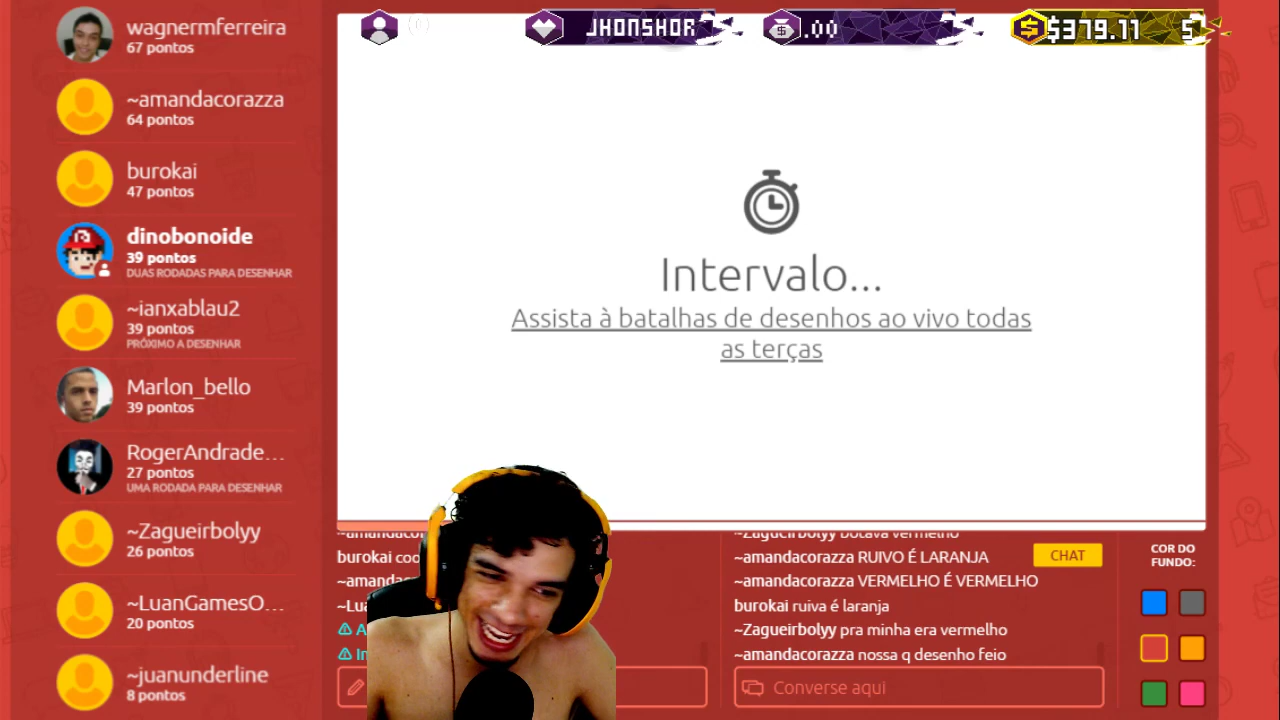 wagnermferreira
67 pontos
~amandacorazza
64 pontos
burokai
47 pontos
dinobonoide
39 pontos
DUAS RODADAS PARA DESENHAR
~ianxablau2
39 pontos
PRÓXIMO A DESENHAR
Marlon_bello
39 pontos
RogerAndrade...
27 pontos
UMA RODADA PARA DESENHAR
~Zagueirbolyy
26 pontos
~LuanGamesO...
20 pontos
~juanunderline
8 pontos
JHONSHOR
.00
$379.11
5
Intervalo...
Assista à batalhas de desenhos ao vivo todas
as terças
burokai
~Zagueirbolyy botava vermelho
~amandacorazza RUIVO É LARANJA
~amandacorazza VERMELHO É VERMELHO
burokai ruiva é laranja
~Zagueirbolyy pra minha era vermelho
~amandacorazza nossa q desenho feio
CHAT
Converse aqui
COR DO
FUNDO: